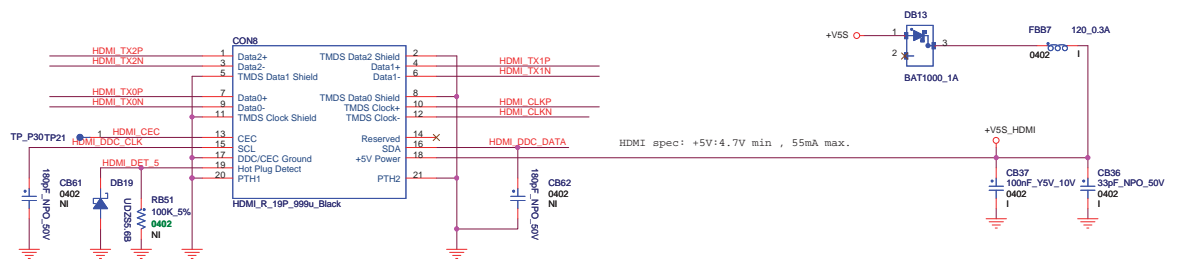 DB13
FBB7 120_0.3A
+V5S
1
3
2
0402 I
BAT1000_1A
CON8
HDMI_TX2P 1 Data2+ TMDS Data2 Shield 2
HDMI_TX2N 3 Data2- Data1+ 4 HDMI_TX1P
5 TMDS Data1 Shield Data1- 6 HDMI_TX1N
HDMI_TX0P 7 Data0+ TMDS Data0 Shield 8
HDMI_TX0N 9 Data0- TMDS Clock+ 10 HDMI_CLKP
11 TMDS Clock Shield TMDS Clock- 12 HDMI_CLKN
TP_P30 TP21 1 HDMI_CEC 13 CEC Reserved 14
HDMI_DDC_CLK 15 SCL SDA 16 HDMI_DDC_DATA
17 DDC/CEC Ground +5V Power 18
HDMI_DET_5 19 Hot Plug Detect
20 PTH1 PTH2 21
HDMI_R_19P_999u_Black
HDMI spec: +5V:4.7V min , 55mA max.
+V5S_HDMI
180pF_NPO_50V
CB61
0402
NI
DB19
UDZS5.6B
RB51
100K_5%
0402
NI
180pF_NPO_50V
CB62
0402
NI
CB37
100nF_Y5V_10V
0402
I
CB36
33pF_NPO_50V
0402
I